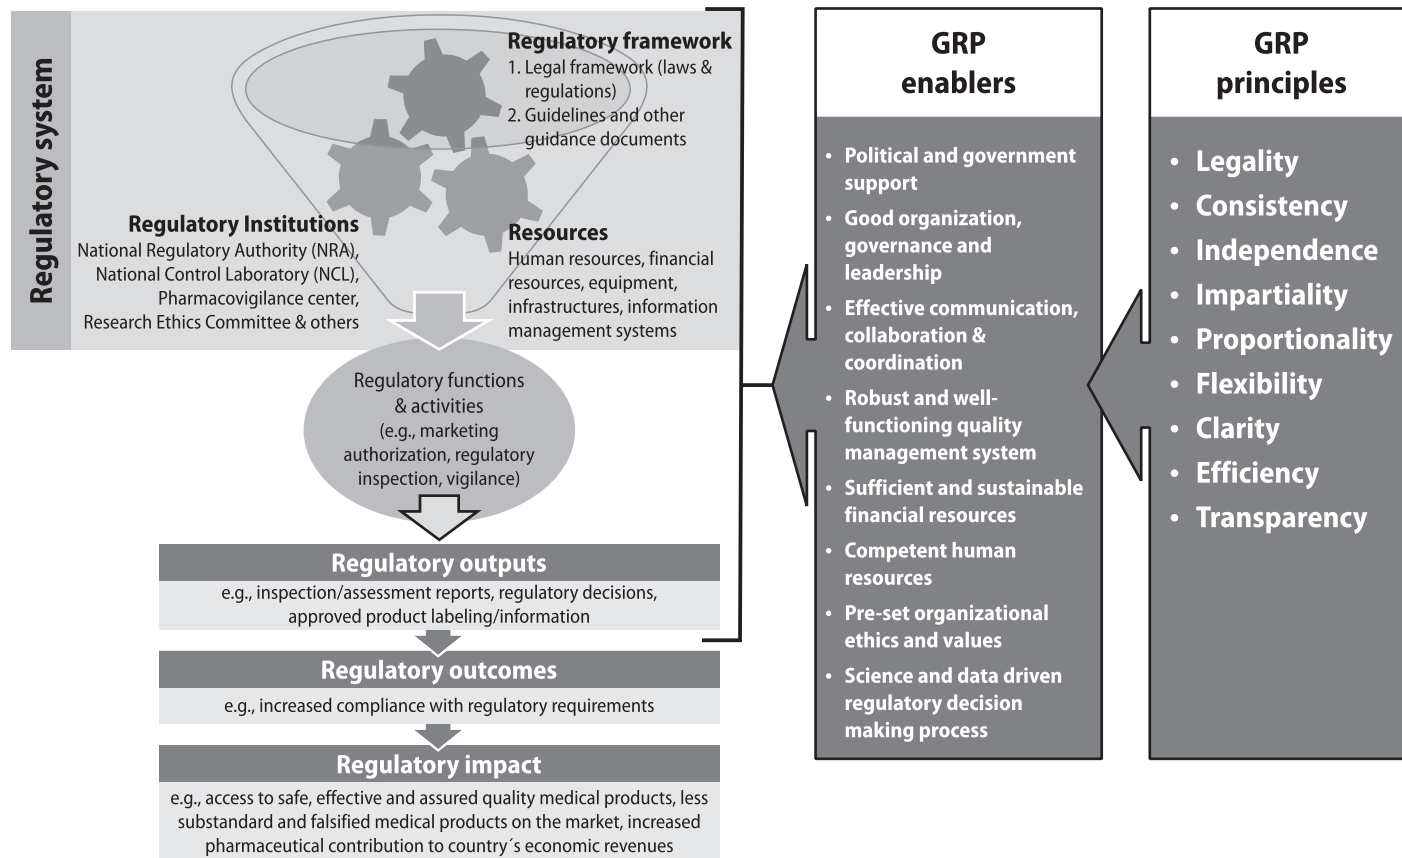 Regulatory system
Regulatory framework
1. Legal framework (laws &
regulations)
2. Guidelines and other
guidance documents
Regulatory Institutions
National Regulatory Authority (NRA),
National Control Laboratory (NCL),
Pharmacovigilance center,
Research Ethics Committee & others
Resources
Human resources, financial
resources, equipment,
infrastructures, information
management systems
Regulatory functions
& activities
(e.g., marketing
authorization, regulatory
inspection, vigilance)
Regulatory outputs
e.g., inspection/assessment reports, regulatory decisions,
approved product labeling/information
Regulatory outcomes
e.g., increased compliance with regulatory requirements
Regulatory impact
e.g., access to safe, effective and assured quality medical products, less
substandard and falsified medical products on the market, increased
pharmaceutical contribution to country´s economic revenues
GRP
enablers
• Political and government
support
• Good organization,
governance and
leadership
• Effective communication,
collaboration &
coordination
• Robust and well-
functioning quality
management system
• Sufficient and sustainable
financial resources
• Competent human
resources
• Pre-set organizational
ethics and values
• Science and data driven
regulatory decision
making process
GRP
principles
• Legality
• Consistency
• Independence
• Impartiality
• Proportionality
• Flexibility
• Clarity
• Efficiency
• Transparency